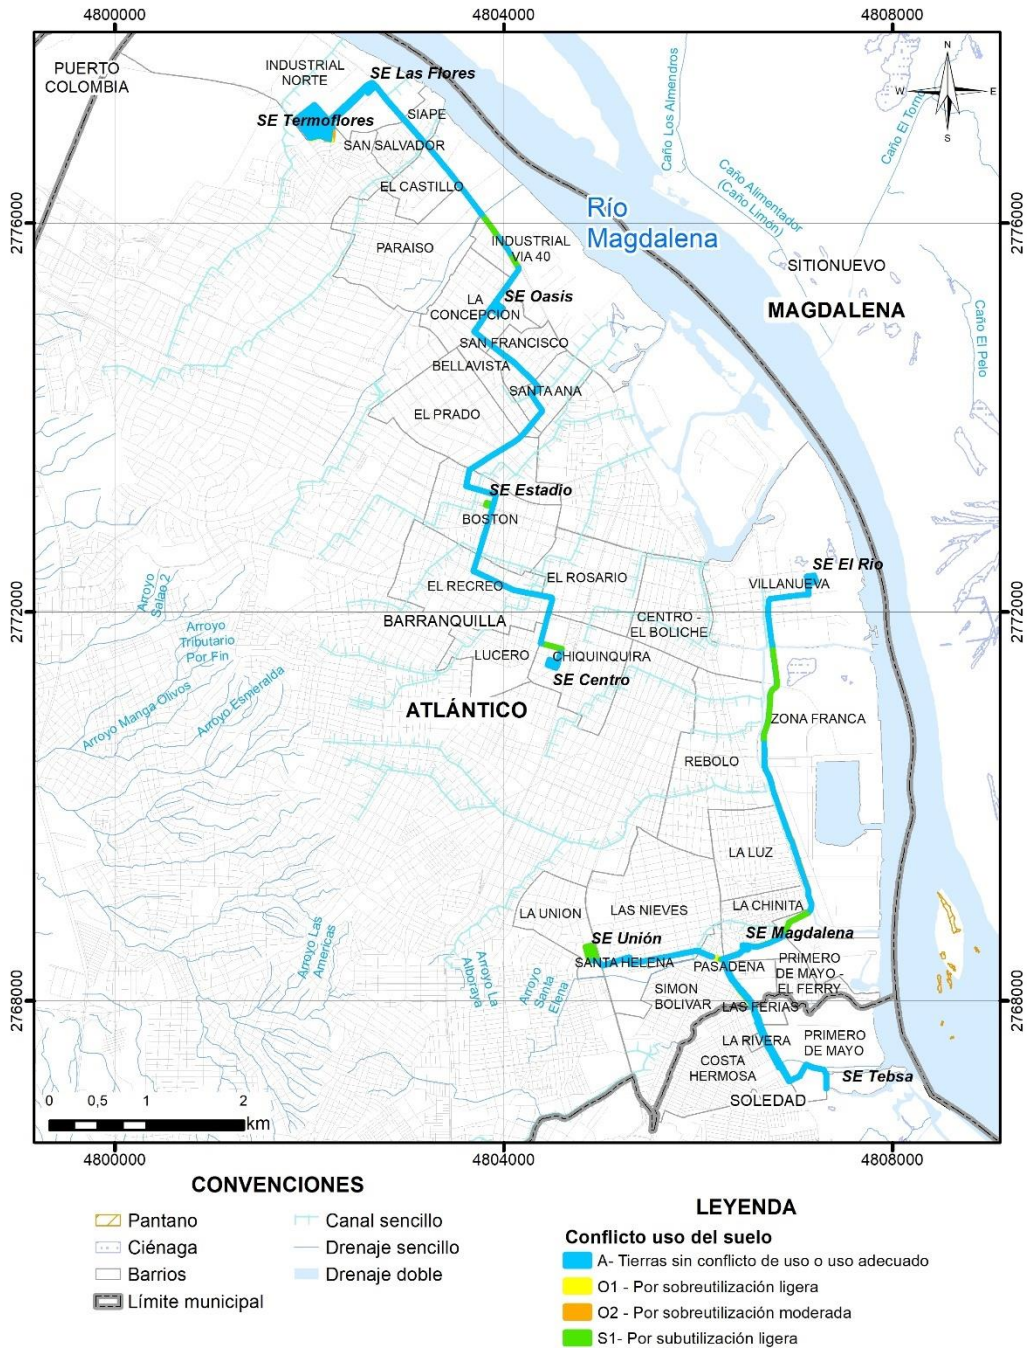 4800000
4804000
4808000
PUERTO
COLOMBIA
INDUSTRIAL
NORTE
SE Las Flores
SIAPE
SE Termoflores
SAN SALVADOR
EL CASTILLO
Caño Los Almendros
Caño El Torno
N
W
E
S
Caño Alimentador
(Caño Limón)
2776000
2776000
Río
Magdalena
PARAISO
INDUSTRIAL
VIA 40
SITIONUEVO
SE Oasis
LA
CONCEPCIÓN
MAGDALENA
Caño El Pelo
SAN FRANCISCO
BELLAVISTA
SANTA ANA
EL PRADO
SE Estadio
BOSTON
SE El Rio
VILLANUEVA
EL ROSARIO
EL RECREO
Arroyo
Salao 2
2772000
2772000
BARRANQUILLA
CENTRO -
EL BOLICHE
Arroyo
Tributario
Por Fin
LUCERO
CHIQUINQUIRA
SE Centro
Arroyo Manga Olivos
Arroyo Esmeralda
ATLÁNTICO
ZONA FRANCA
REBOLO
LA LUZ
LA CHINITA
LA UNION
LAS NIEVES
SE Unión
SE Magdalena
Arroyo Las
Americas
Arroyo La
Alboraya
Arroyo
Santa
Elena
SANTA HELENA
PASADENA
PRIMERO
DE MAYO -
EL FERRY
SIMON
BOLIVAR
2768000
2768000
LAS FERIAS
LA RIVERA
PRIMERO
DE MAYO
COSTA
HERMOSA
SE Tebsa
SOLEDAD
0 0,5 1 2
km
4800000
4804000
4808000
CONVENCIONES
Pantano
Ciénaga
Barrios
Límite municipal
Canal sencillo
Drenaje sencillo
Drenaje doble
LEYENDA
Conflicto uso del suelo
A- Tierras sin conflicto de uso o uso adecuado
O1 - Por sobreutilización ligera
O2 - Por sobreutilización moderada
S1- Por subutilización ligera